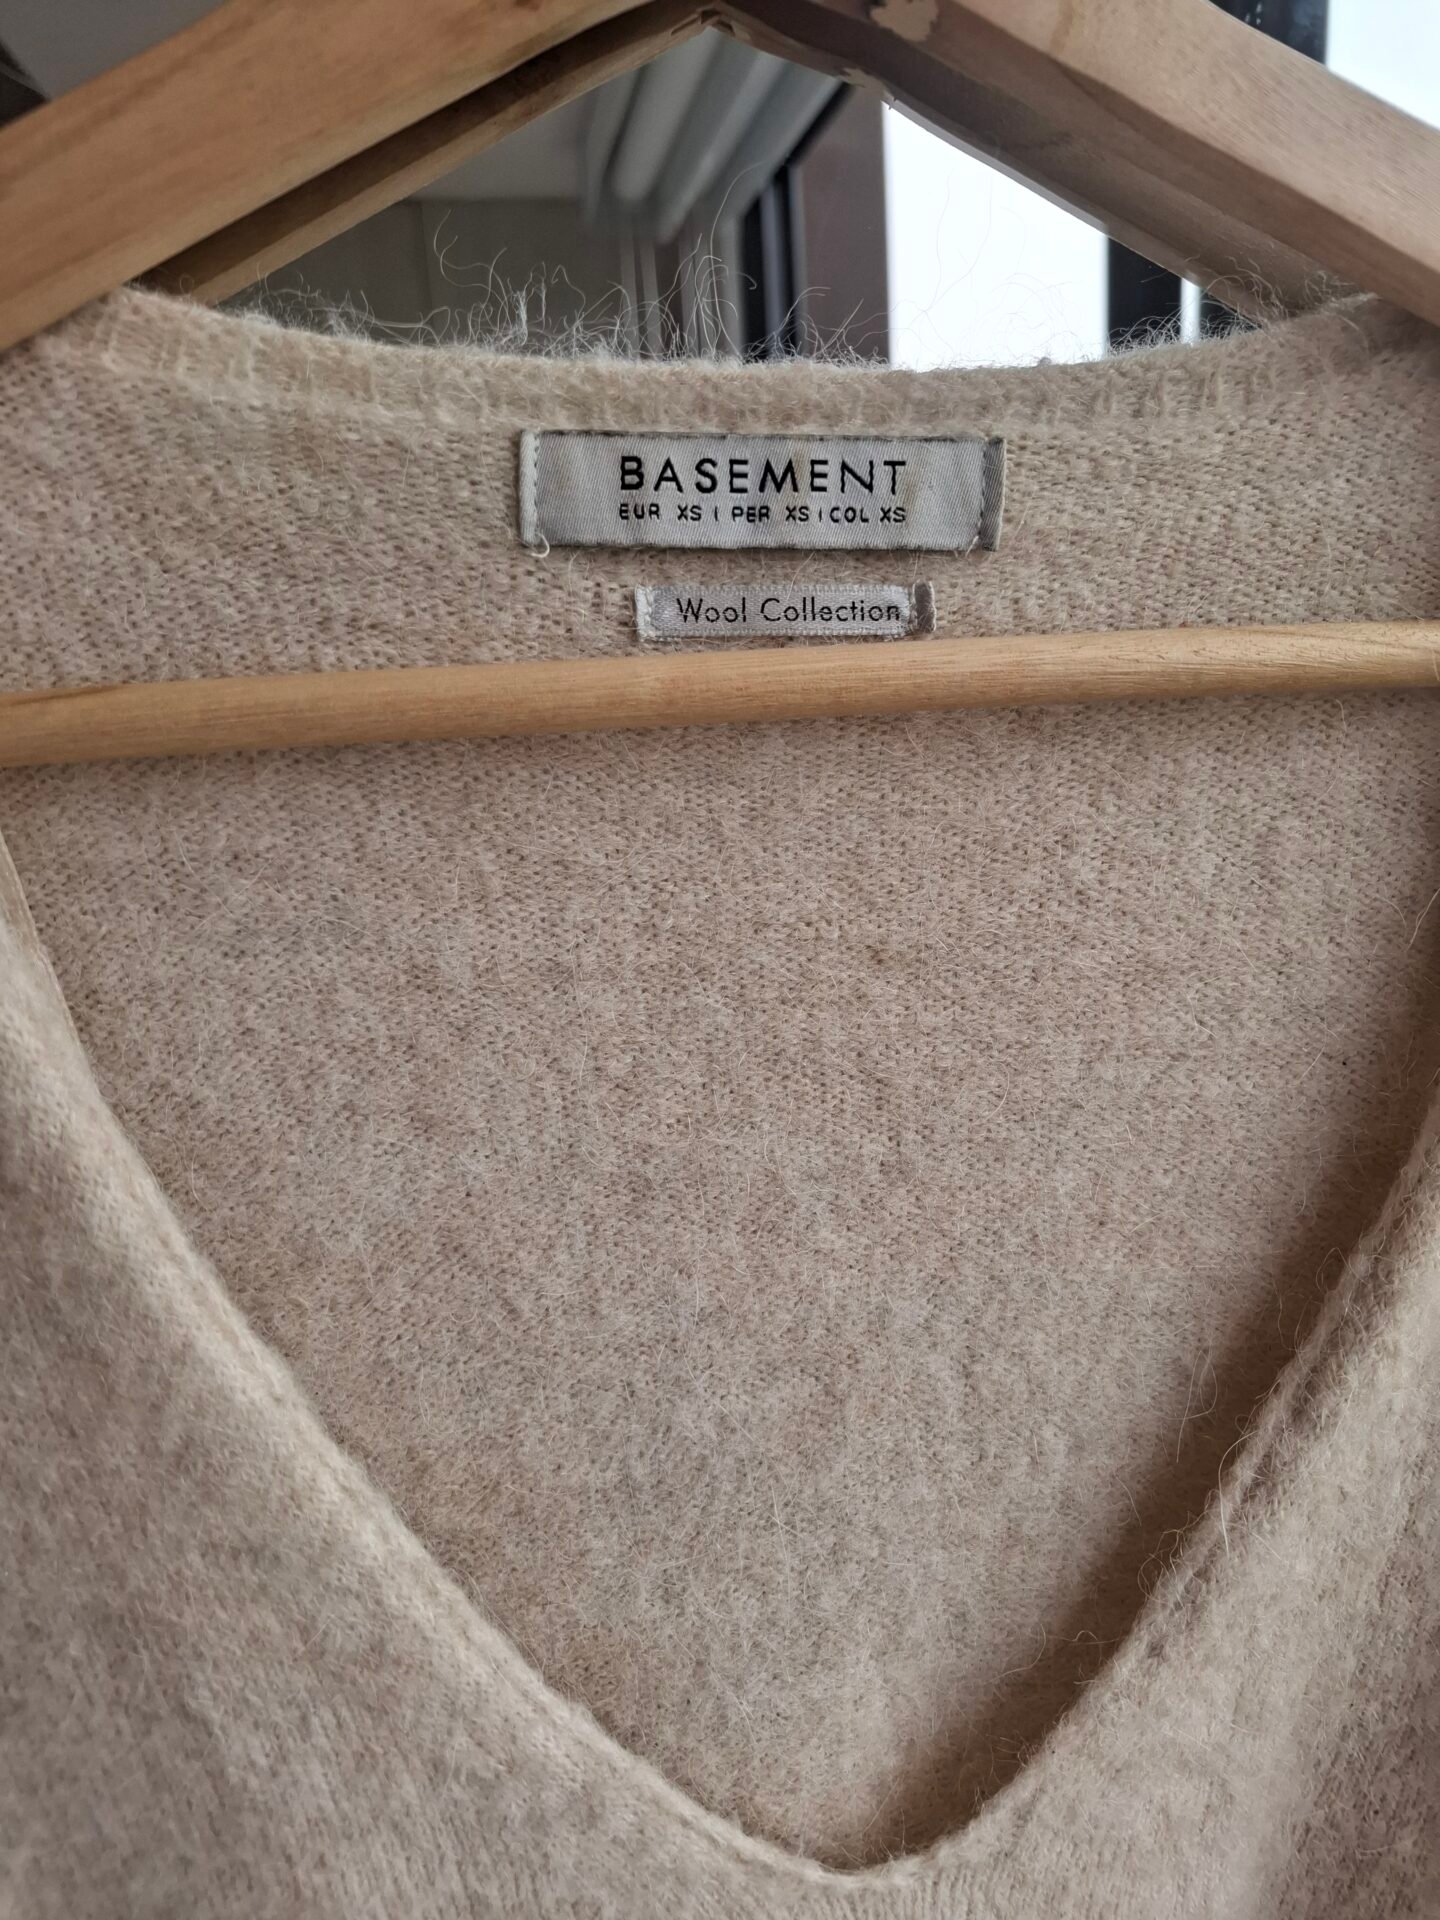 BASEMENT
EUR XS | PER XS | COL XS
Wool Collection